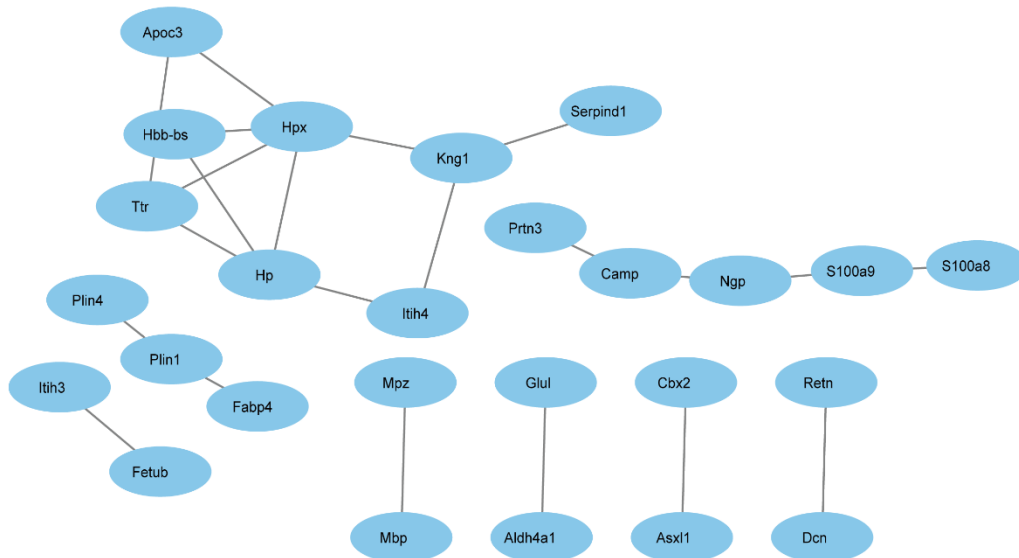 Apoc3
Serpind1
Hbb-bs
Hpx
Kng1
Ttr
Prtn3
Hp
Camp
Ngp
S100a9
S100a8
Plin4
Itih4
Plin1
Itih3
Fabp4
Mpz
Glul
Cbx2
Retn
Fetub
Mbp
Aldh4a1
Asxl1
Dcn